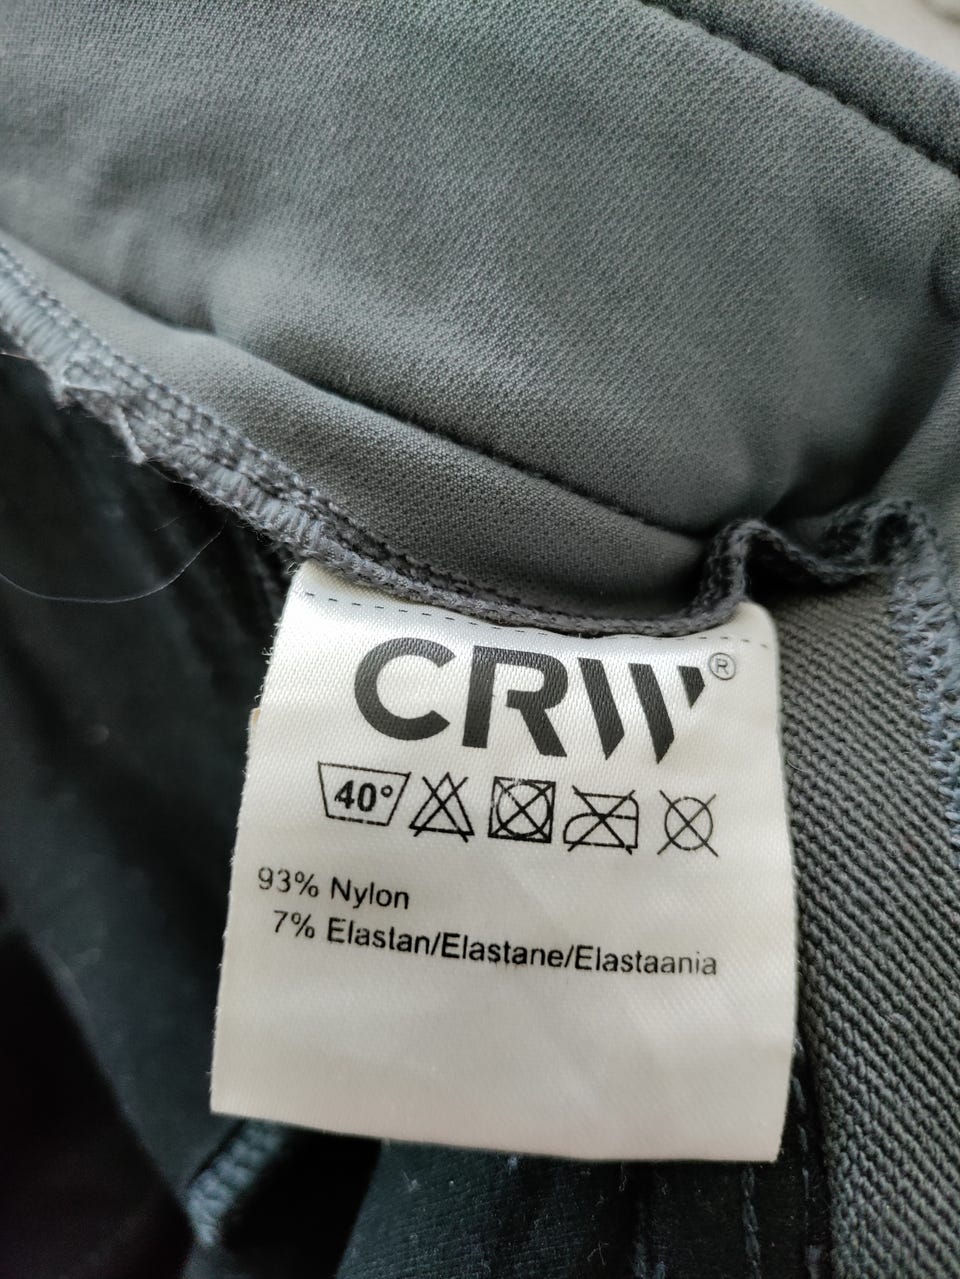 CRW®
40°
93% Nylon
7% Elastan/Elastane/Elastaania